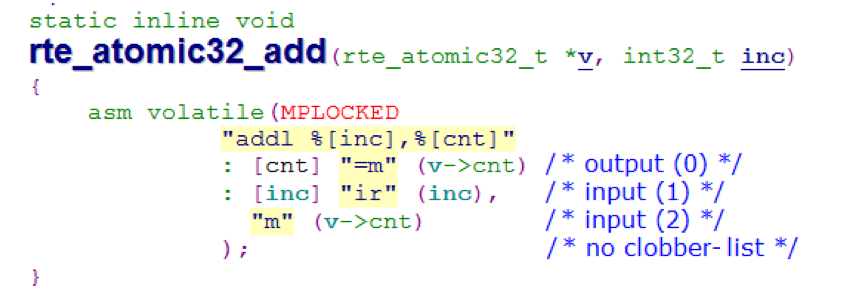 static inline void
rte_atomic32_add(rte_atomic32_t *v, int32_t inc)
{
asm volatile(MPLOCKED
"addl %[inc],%[cnt]"
: [cnt] "=m" (v->cnt) /* output (0) */
: [inc] "ir" (inc), /* input (1) */
"m" (v->cnt) /* input (2) */
); /* no clobber-list */
}